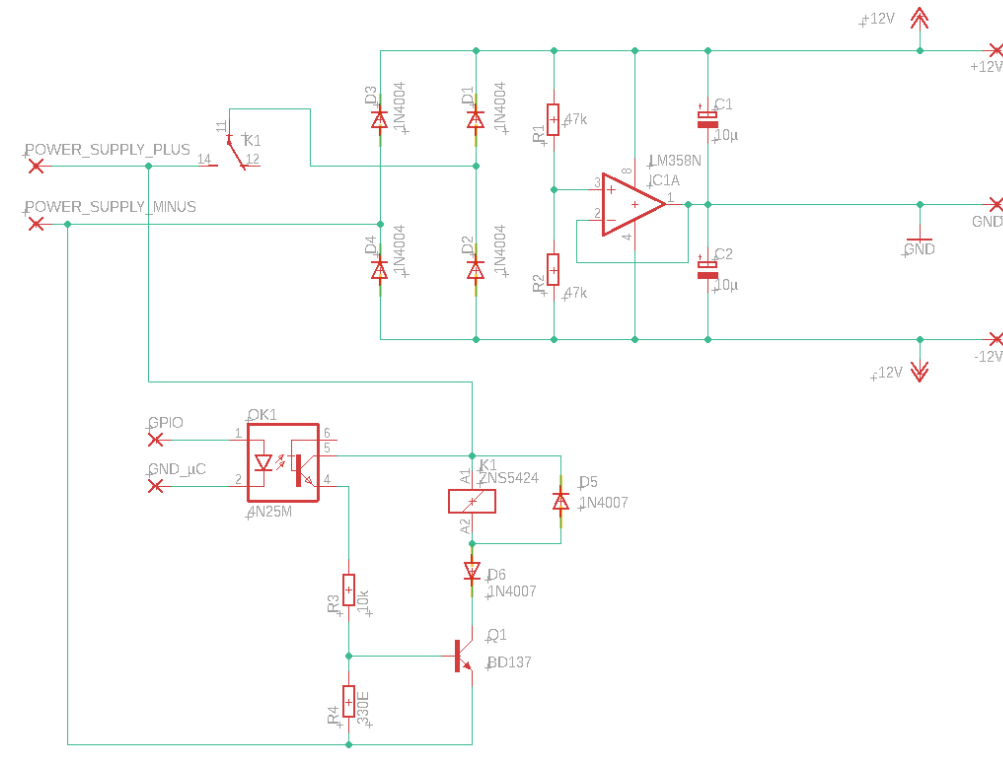 +12V
+12V
D3
1N4004
D1
1N4004
R1
47k
C1
10µ
POWER_SUPPLY_PLUS
11
K1
14
12
LM358N
IC1A
8
3
1
2
4
POWER_SUPPLY_MINUS
GND
GND
D4
1N4004
D2
1N4004
R2
47k
C2
10µ
-12V
-12V
GPIO
OK1
1
6
5
GND_µC
2
4
4N25M
A1
K1
ZNS5424
A2
D5
1N4007
D6
1N4007
R3
10k
Q1
BD137
R4
330E